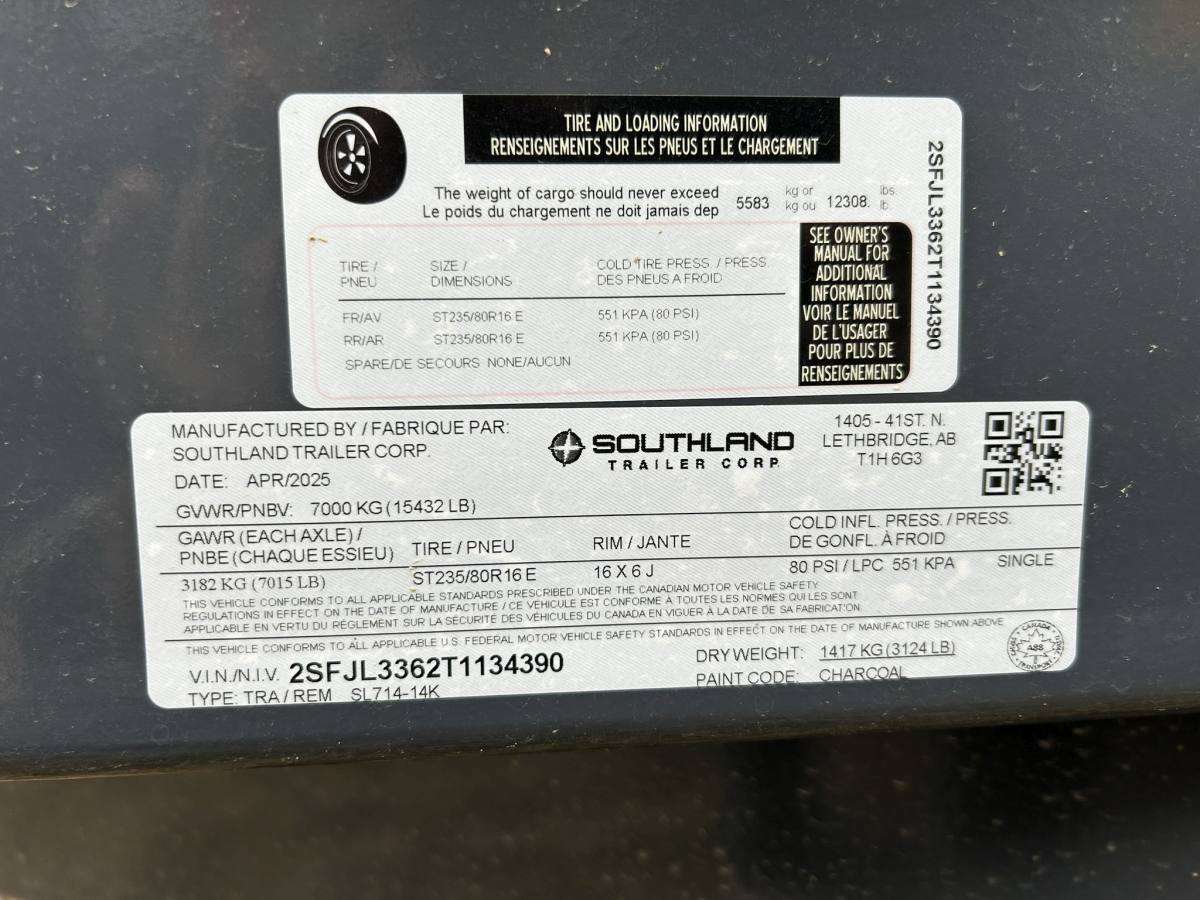 TIRE AND LOADING INFORMATION
RENSEIGNEMENTS SUR LES PNEUS ET LE CHARGEMENT
The weight of cargo should never exceed 5583 kg or 12308. lbs.
Le poids du chargement ne doit jamais dep kg ou lb.
TIRE / SIZE / COLD TIRE PRESS. / PRESS.
PNEU DIMENSIONS DES PNEUS A FROID
FR/AV ST235/80R16 E 551 KPA (80 PSI)
RR/AR ST235/80R16 E 551 KPA (80 PSI)
SPARE/DE SECOURS NONE/AUCUN
SEE OWNER'S
MANUAL FOR
ADDITIONAL
INFORMATION
VOIR LE MANUEL
DE L'USAGER
POUR PLUS DE
RENSEIGNEMENTS
2SFJL3362T1134390
MANUFACTURED BY / FABRIQUE PAR:
SOUTHLAND TRAILER CORP.
SOUTHLAND
TRAILER CORP.
1405 - 41ST. N.
LETHBRIDGE, AB
T1H 6G3
DATE: APR/2025
GVWR/PNBV: 7000 KG (15432 LB)
GAWR (EACH AXLE) /
PNBE (CHAQUE ESSIEU) TIRE / PNEU RIM / JANTE
COLD INFL. PRESS. / PRESS.
DE GONFL. À FROID
3182 KG (7015 LB) ST235/80R16 E 16 X 6 J 80 PSI / LPC 551 KPA SINGLE
THIS VEHICLE CONFORMS TO ALL APPLICABLE STANDARDS PRESCRIBED UNDER THE CANADIAN MOTOR VEHICLE SAFETY
REGULATIONS IN EFFECT ON THE DATE OF MANUFACTURE / CE VEHICULE EST CONFORME A TOUTES LES NORMES QUI LES SONT
APPLICABLE EN VERTU DU RÉGLEMENT SUR LA SÉCURITÉ DES VÉHICULES DU CANADA EN VIGUER À LA DATE DE SA FABRICATION.
THIS VEHICLE CONFORMS TO ALL APPLICABLE U.S. FEDERAL MOTOR VEHICLE SAFETY STANDARDS IN EFFECT ON THE DATE OF MANUFACTURE SHOWN ABOVE
V.I.N./N.I.V. 2SFJL3362T1134390
DRY WEIGHT: 1417 KG (3124 LB)
TYPE: TRA / REM SL714-14K
PAINT CODE: CHARCOAL
CANADA
TRANSPORT